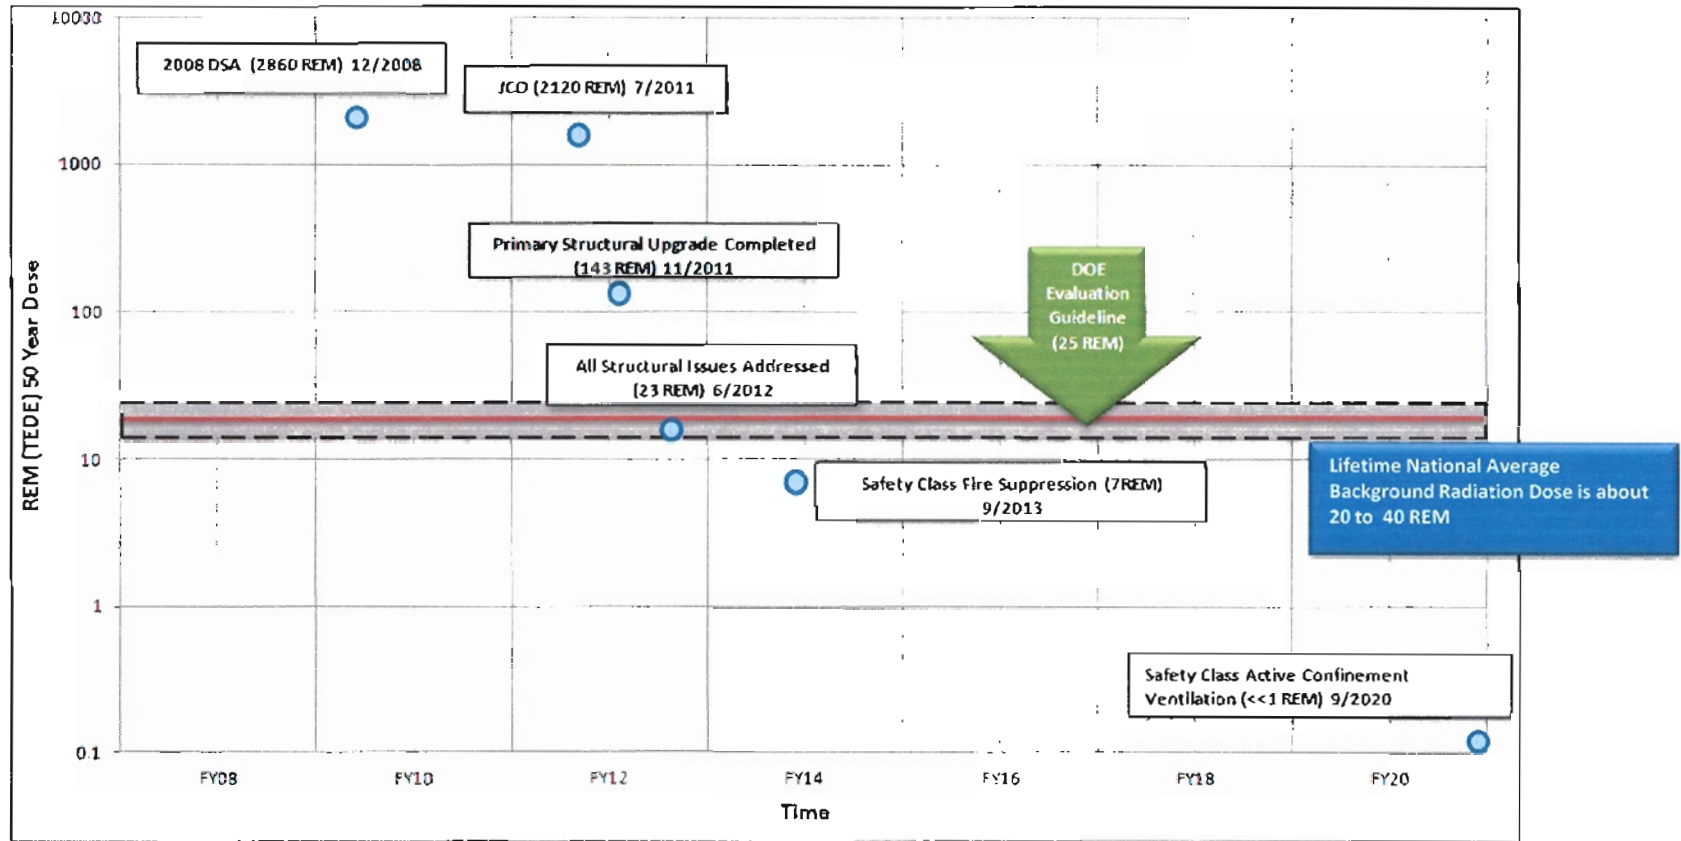 10000
2008 DSA (2860 REM) 12/2008
JCO (2120 REM) 7/2011
1000
Primary Structural Upgrade Completed
(143 REM) 11/2011
DOE
Evaluation
Guideline
(25 REM)
100
All Structural Issues Addressed
(23 REM) 6/2012
REM (TEDE) 50 Year Dose
10
Safety Class Fire Suppression (7REM)
9/2013
Lifetime National Average
Background Radiation Dose is about
20 to 40 REM
1
Safety Class Active Confinement
Ventilation (<<1 REM) 9/2020
0.1
FY08 FY10 FY12 FY14 FY16 FY18 FY20
Time